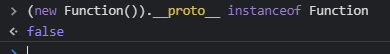 > (new Function()).__proto__ instanceof Function
<· false
>